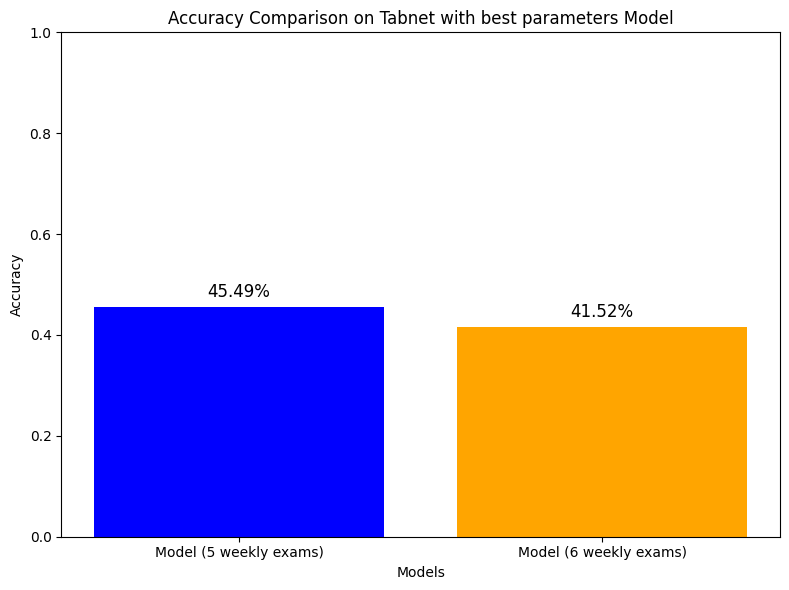 Accuracy Comparison on Tabnet with best parameters Model
1.0
0.8
0.6
0.4
0.2
0.0
Accuracy
45.49%
41.52%
Model (5 weekly exams)
Model (6 weekly exams)
Models